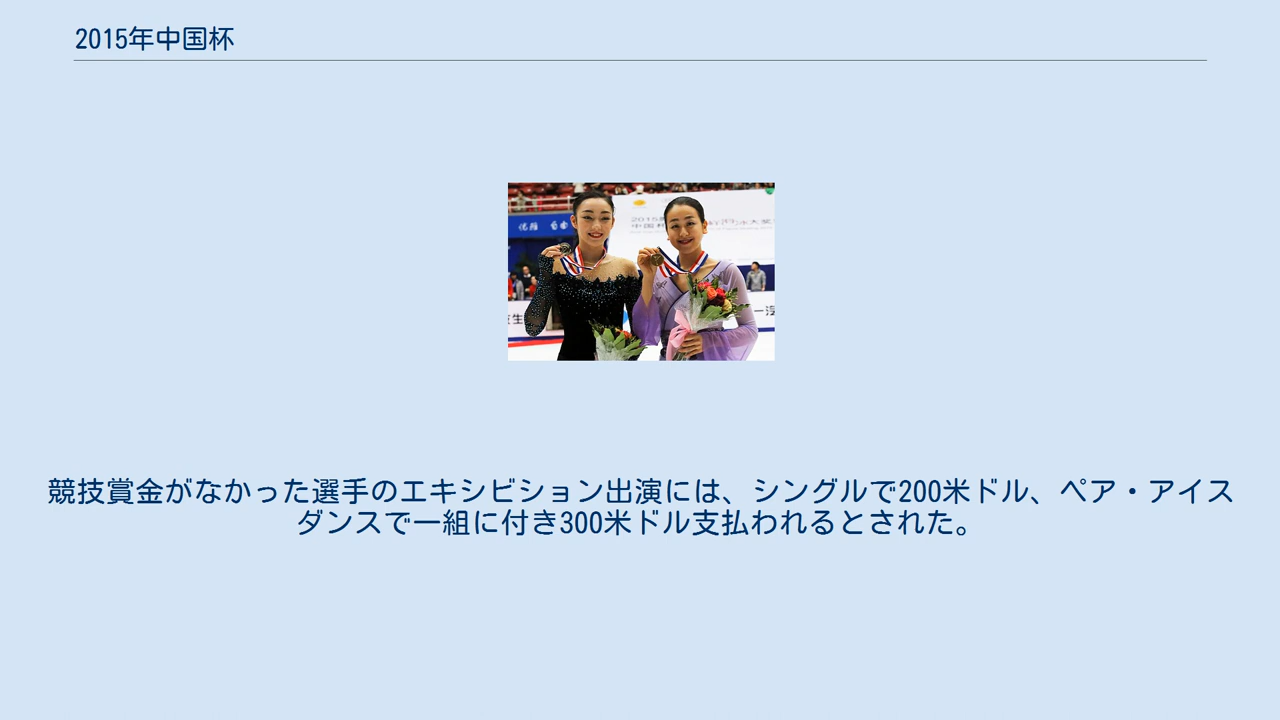 2015年中国杯
競技賞金がなかった選手のエキシビション出演には、シングルで200米ドル、ペア・アイス
ダンスで一組に付き300米ドル支払われるとされた。